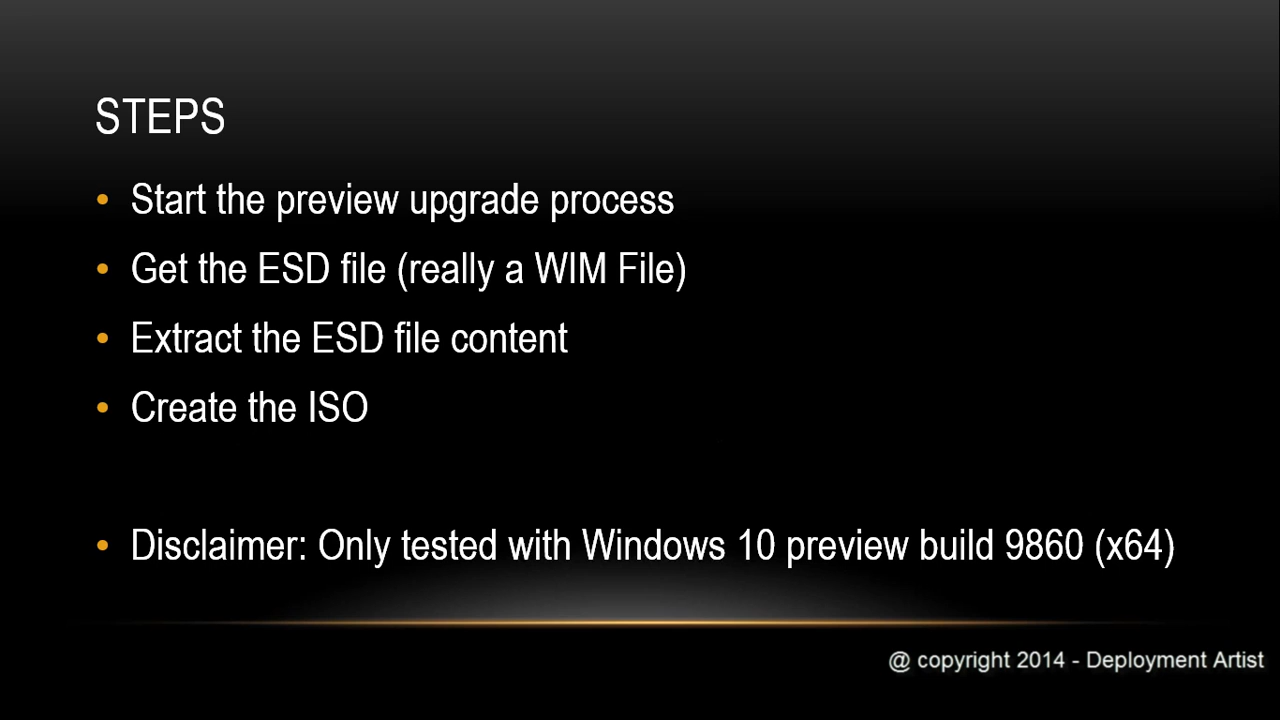 STEPS
• Start the preview upgrade process
• Get the ESD file (really a WIM File)
• Extract the ESD file content
• Create the ISO
• Disclaimer: Only tested with Windows 10 preview build 9860 (x64)
@ copyright 2014 - Deployment Artist